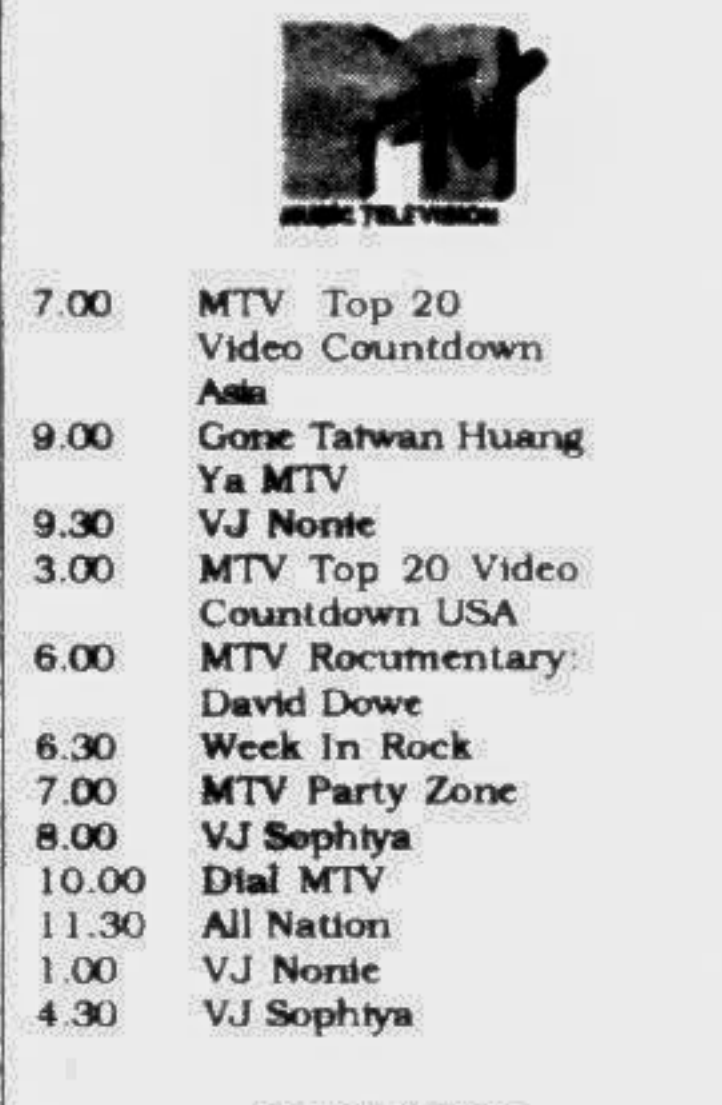 MTV
MUSIC TELEVISION
7.00 MTV Top 20
Video Countdown
Asia
9.00 Gone Taiwan Huang
Ya MTV
9.30 VJ Nonie
3.00 MTV Top 20 Video
Countdown USA
6.00 MTV Rocumentary:
David Dowe
6.30 Week In Rock
7.00 MTV Party Zone
8.00 VJ Sophiya
10.00 Dial MTV
11.30 All Nation
1.00 VJ Nonie
4.30 VJ Sophiya